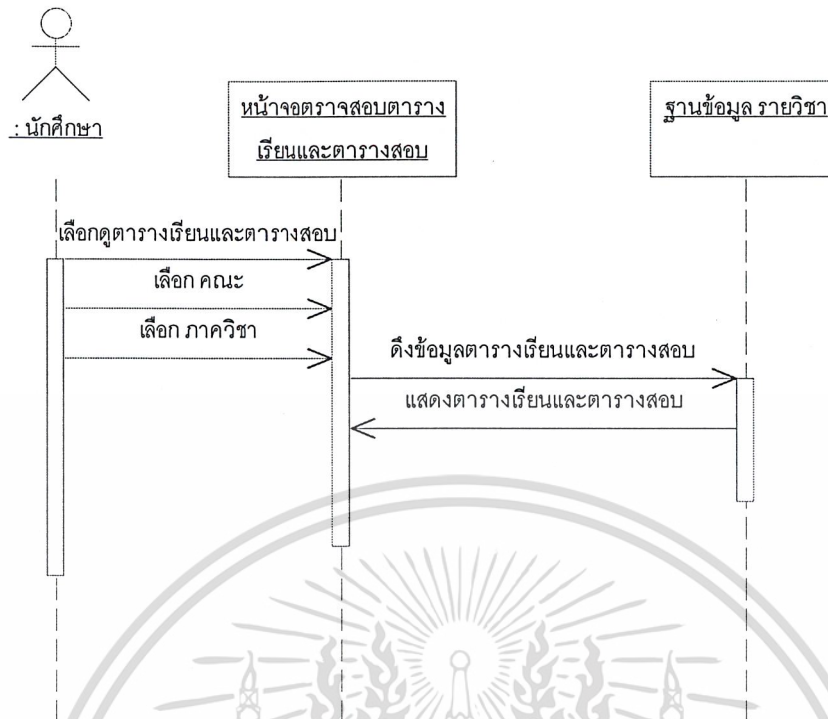 : นักศึกษา
หน้าจอตราจสอบตาราง
เรียนและตารางสอบ
ฐานข้อมูล รายวิชา
เลือกดูตารางเรียนและตารางสอบ
เลือก คณะ
เลือก ภาควิชา
ดึงข้อมูลตารางเรียนและตารางสอบ
แสดงตารางเรียนและตารางสอบ